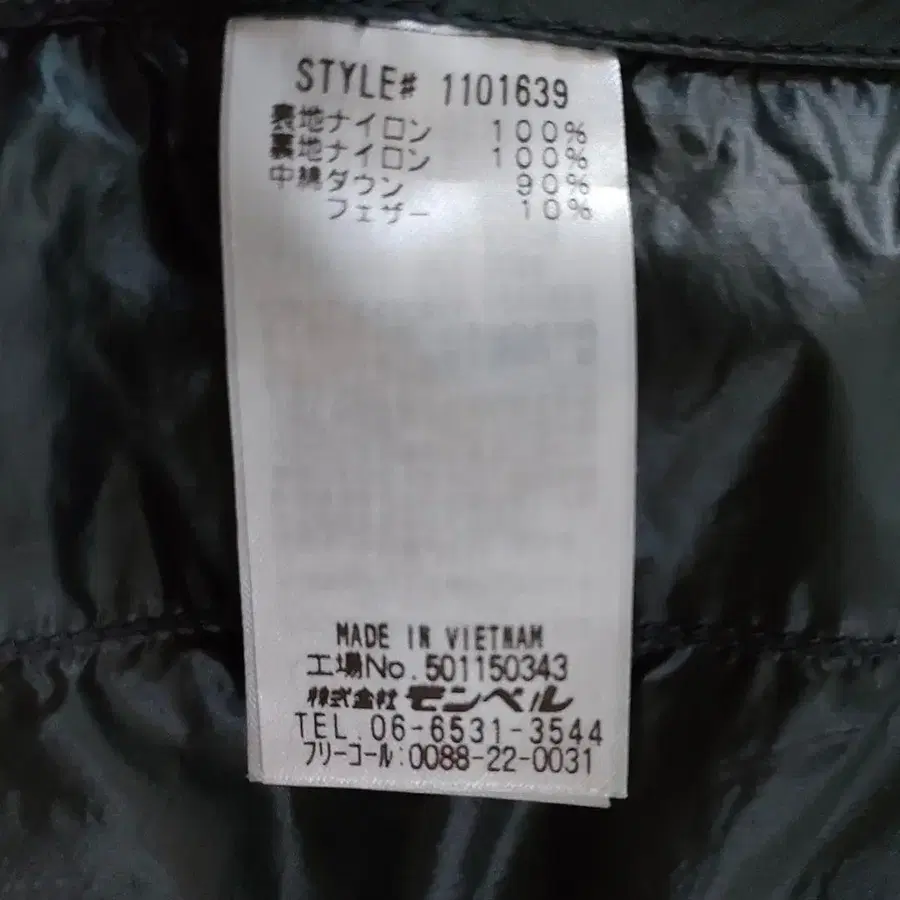 STYLE# 1101639
表地ナイロン 100%
裏地ナイロン 100%
中綿ダウン 90%
フェザー 10%
MADE IN VIETNAM
工場No.501150343
株式会社 モンベル
TEL.06-6531-3544
フリーコール:0088-22-0031